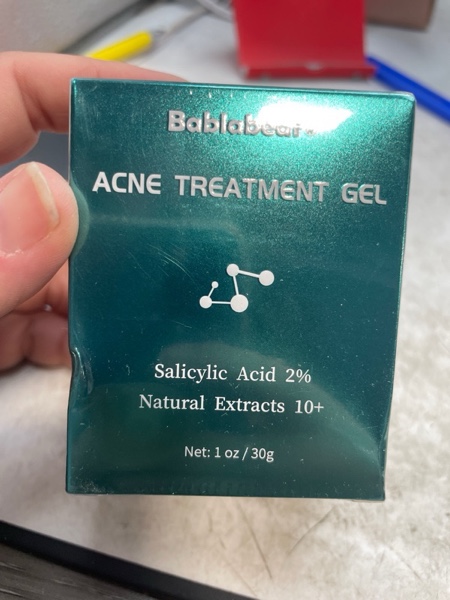 Bablabear
ACNE TREATMENT GEL
Salicylic Acid 2%
Natural Extracts 10+
Net: 1 oz / 30g